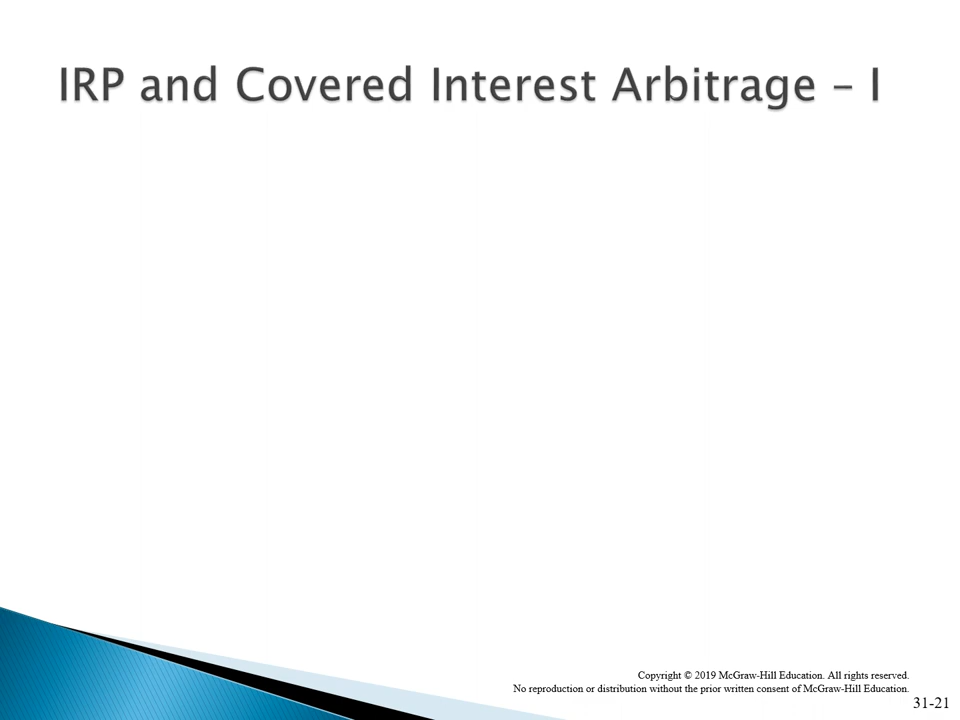 IRP and Covered Interest Arbitrage – I
Copyright © 2019 McGraw-Hill Education. All rights reserved.
No reproduction or distribution without the prior written consent of McGraw-Hill Education.
31-21